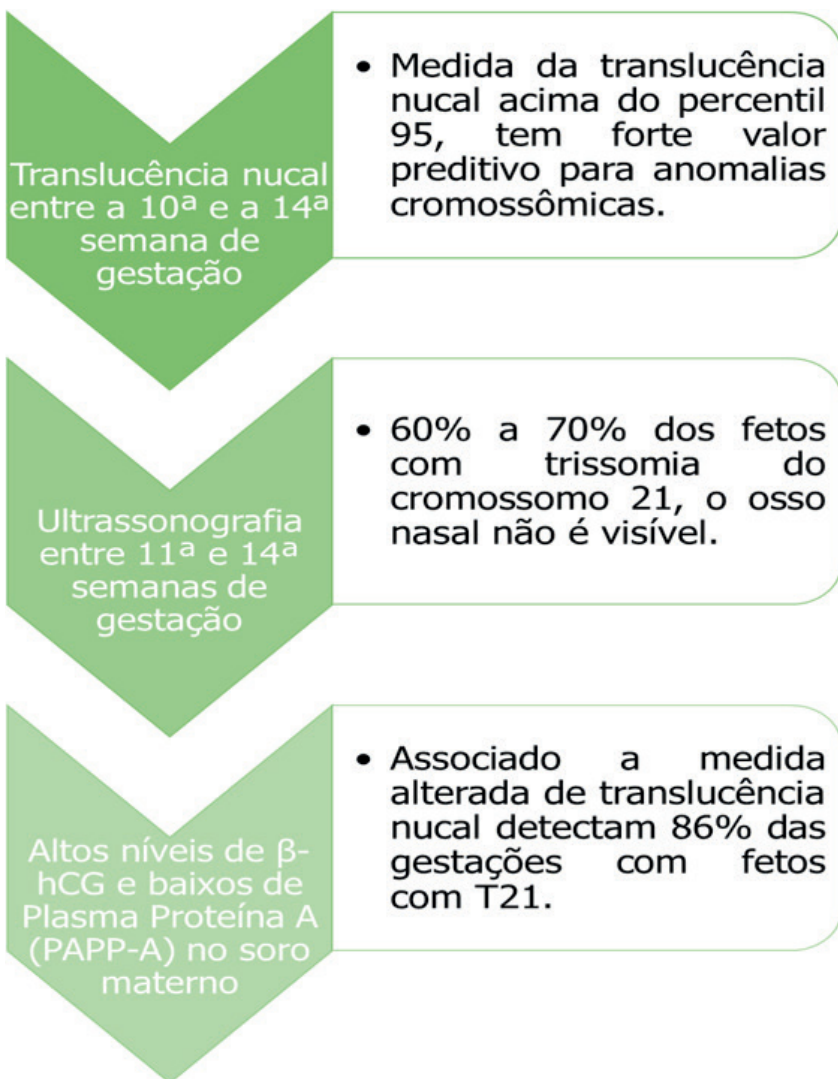 Translucência nucal
entre a 10ª e a 14ª
semana de
gestação
• Medida da translucência
nucal acima do percentil
95, tem forte valor
preditivo para anomalias
cromossômicas.
Ultrassonografia
entre 11ª e 14ª
semanas de
gestação
• 60% a 70% dos fetos
com trissomia do
cromossomo 21, o osso
nasal não é visível.
Altos níveis de β-
hCG e baixos de
Plasma Proteína A
(PAPP-A) no soro
materno
• Associado a medida
alterada de translucência
nucal detectam 86% das
gestações com fetos
com T21.